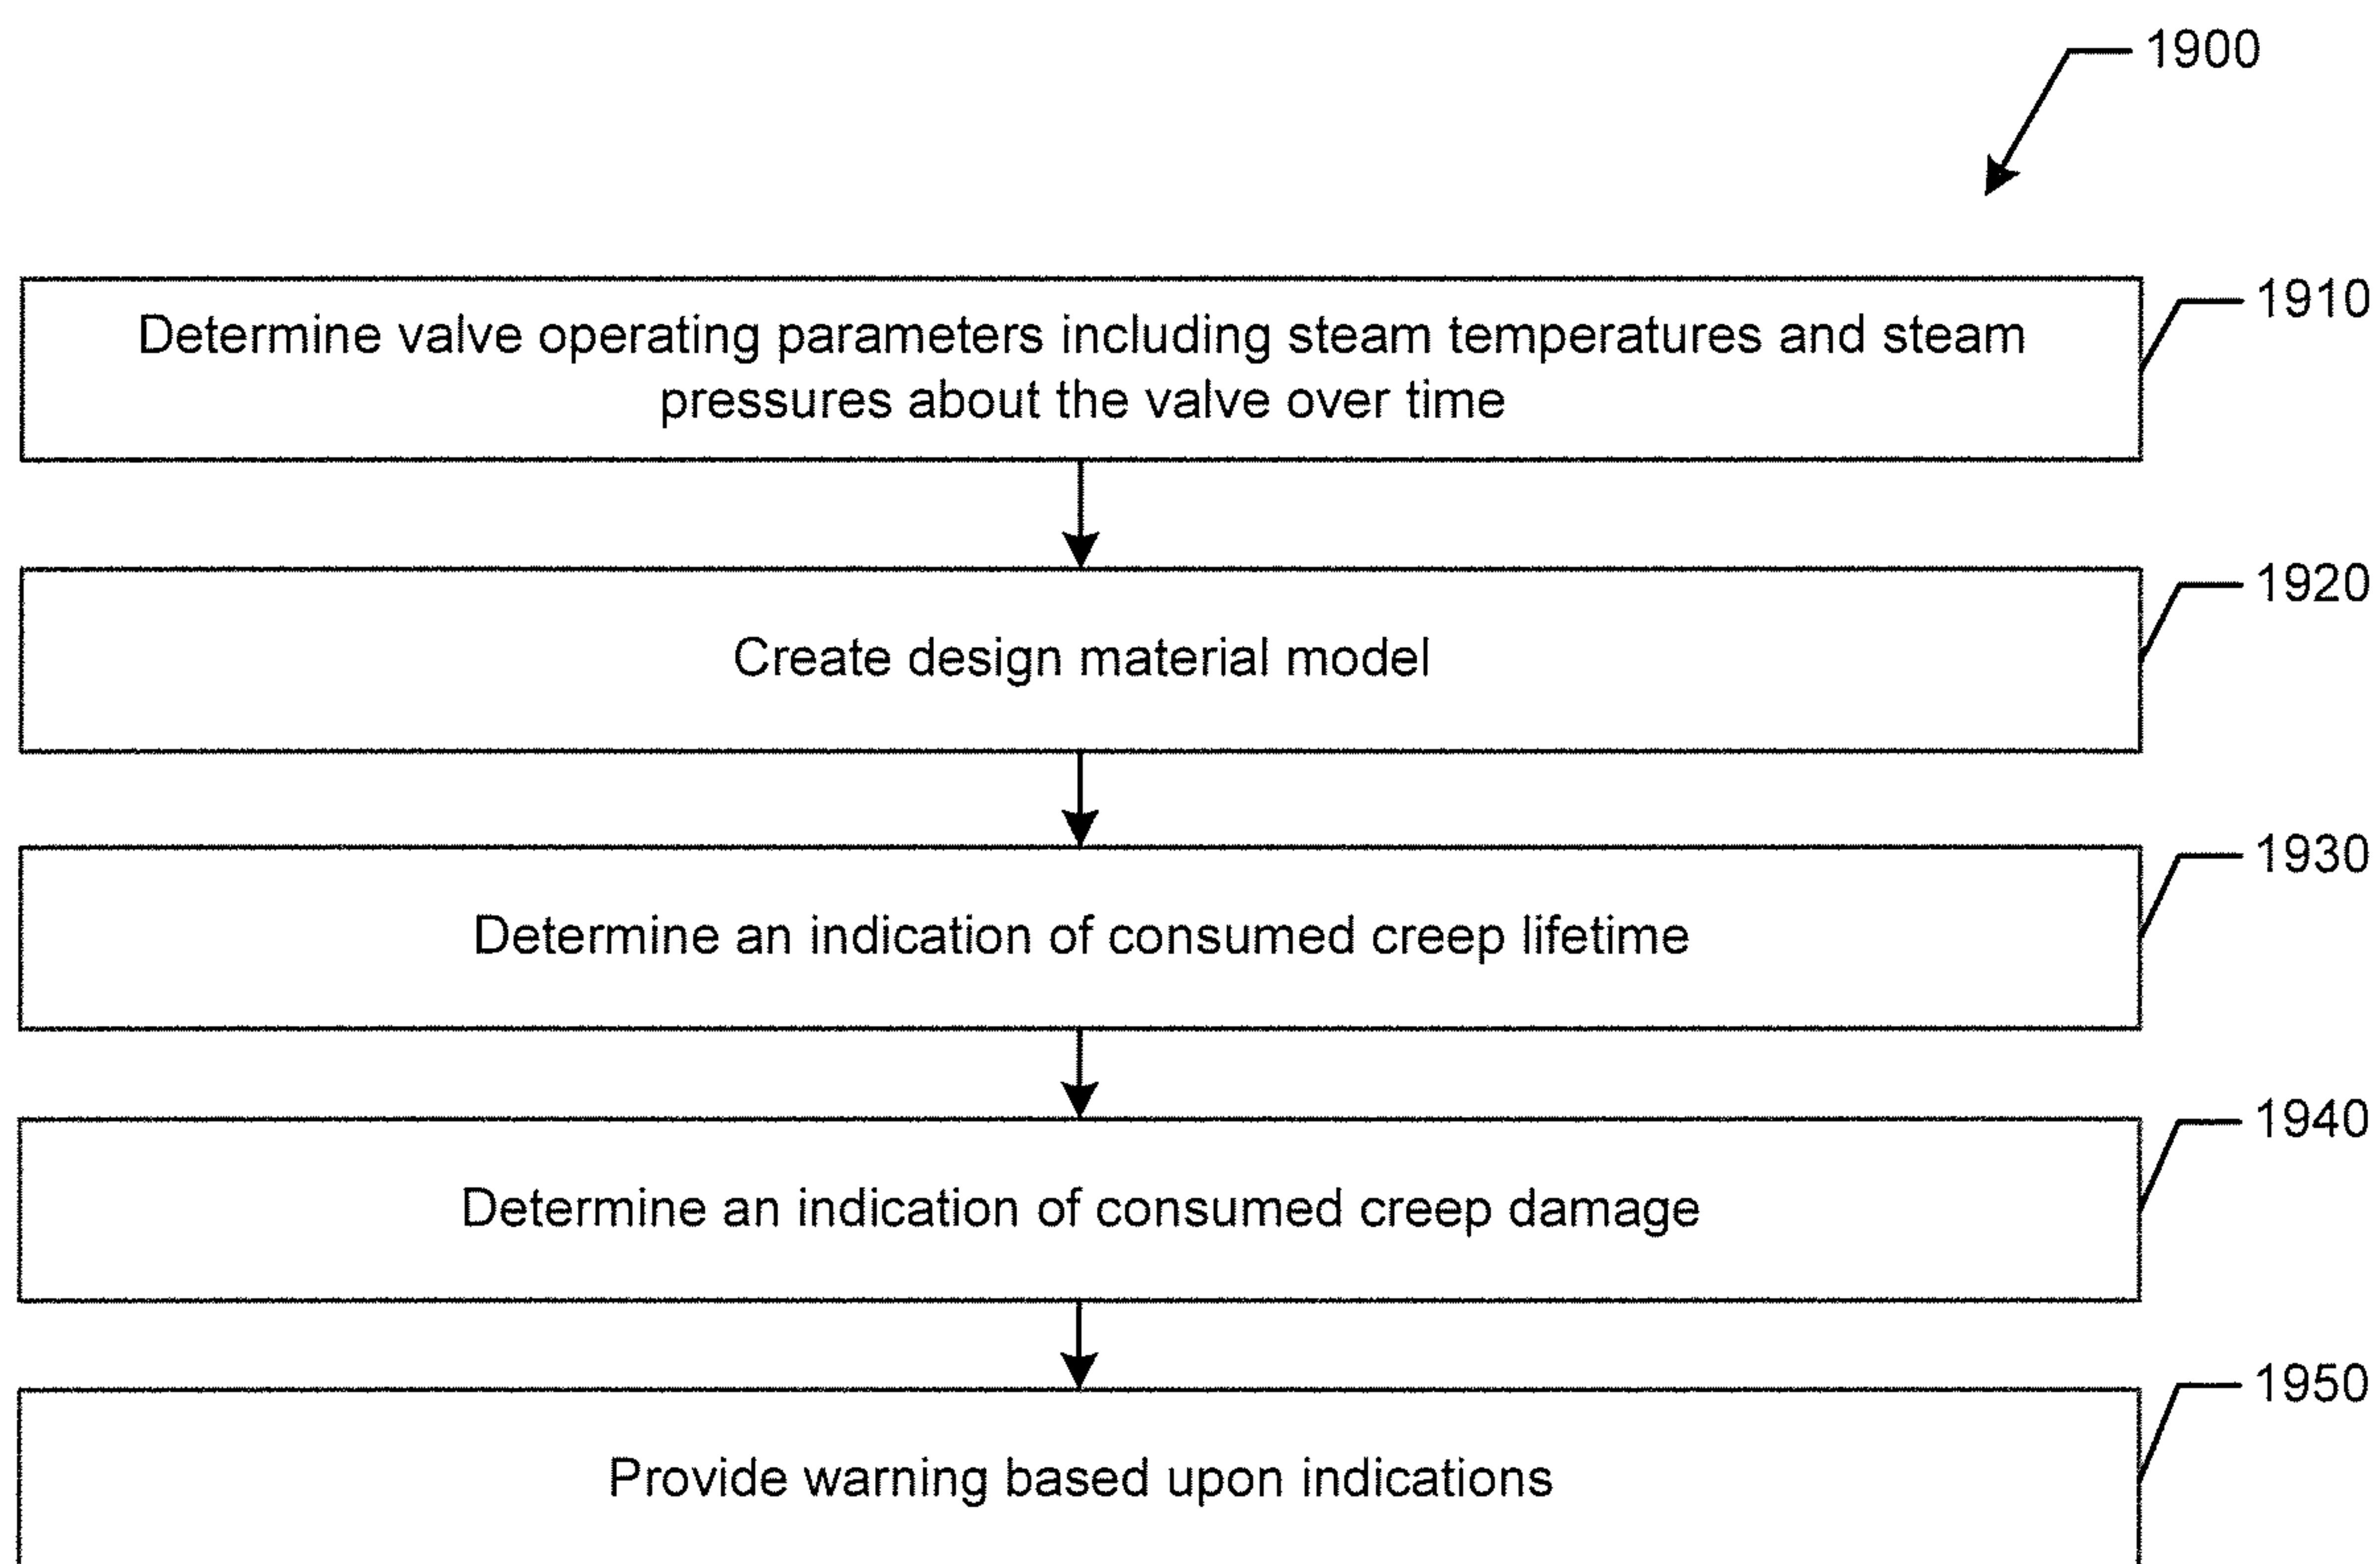 1900
1910
Determine valve operating parameters including steam temperatures and steam
pressures about the valve over time
1920
Create design material model
1930
Determine an indication of consumed creep lifetime
1940
Determine an indication of consumed creep damage
1950
Provide warning based upon indications